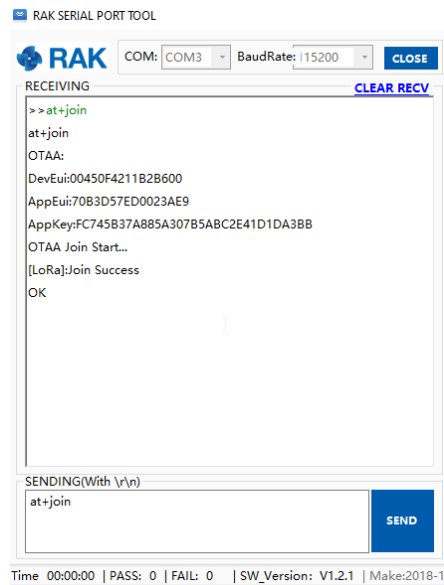 RAK SERIAL PORT TOOL
RAK COM: COM3 BaudRate: 115200 CLOSE
RECEIVING CLEAR RECV
>>at+join
at+join
OTAA:
DevEui:00450F4211B2B600
AppEui:70B3D57ED0023AE9
AppKey:FC745B37A885A307B5ABC2E41D1DA3BB
OTAA Join Start...
[LoRa]:Join Success
OK
SENDING(With \r\n)
at+join
SEND
Time 00:00:00 | PASS: 0 | FAIL: 0 | SW_Version: V1.2.1 | Make:2018-1